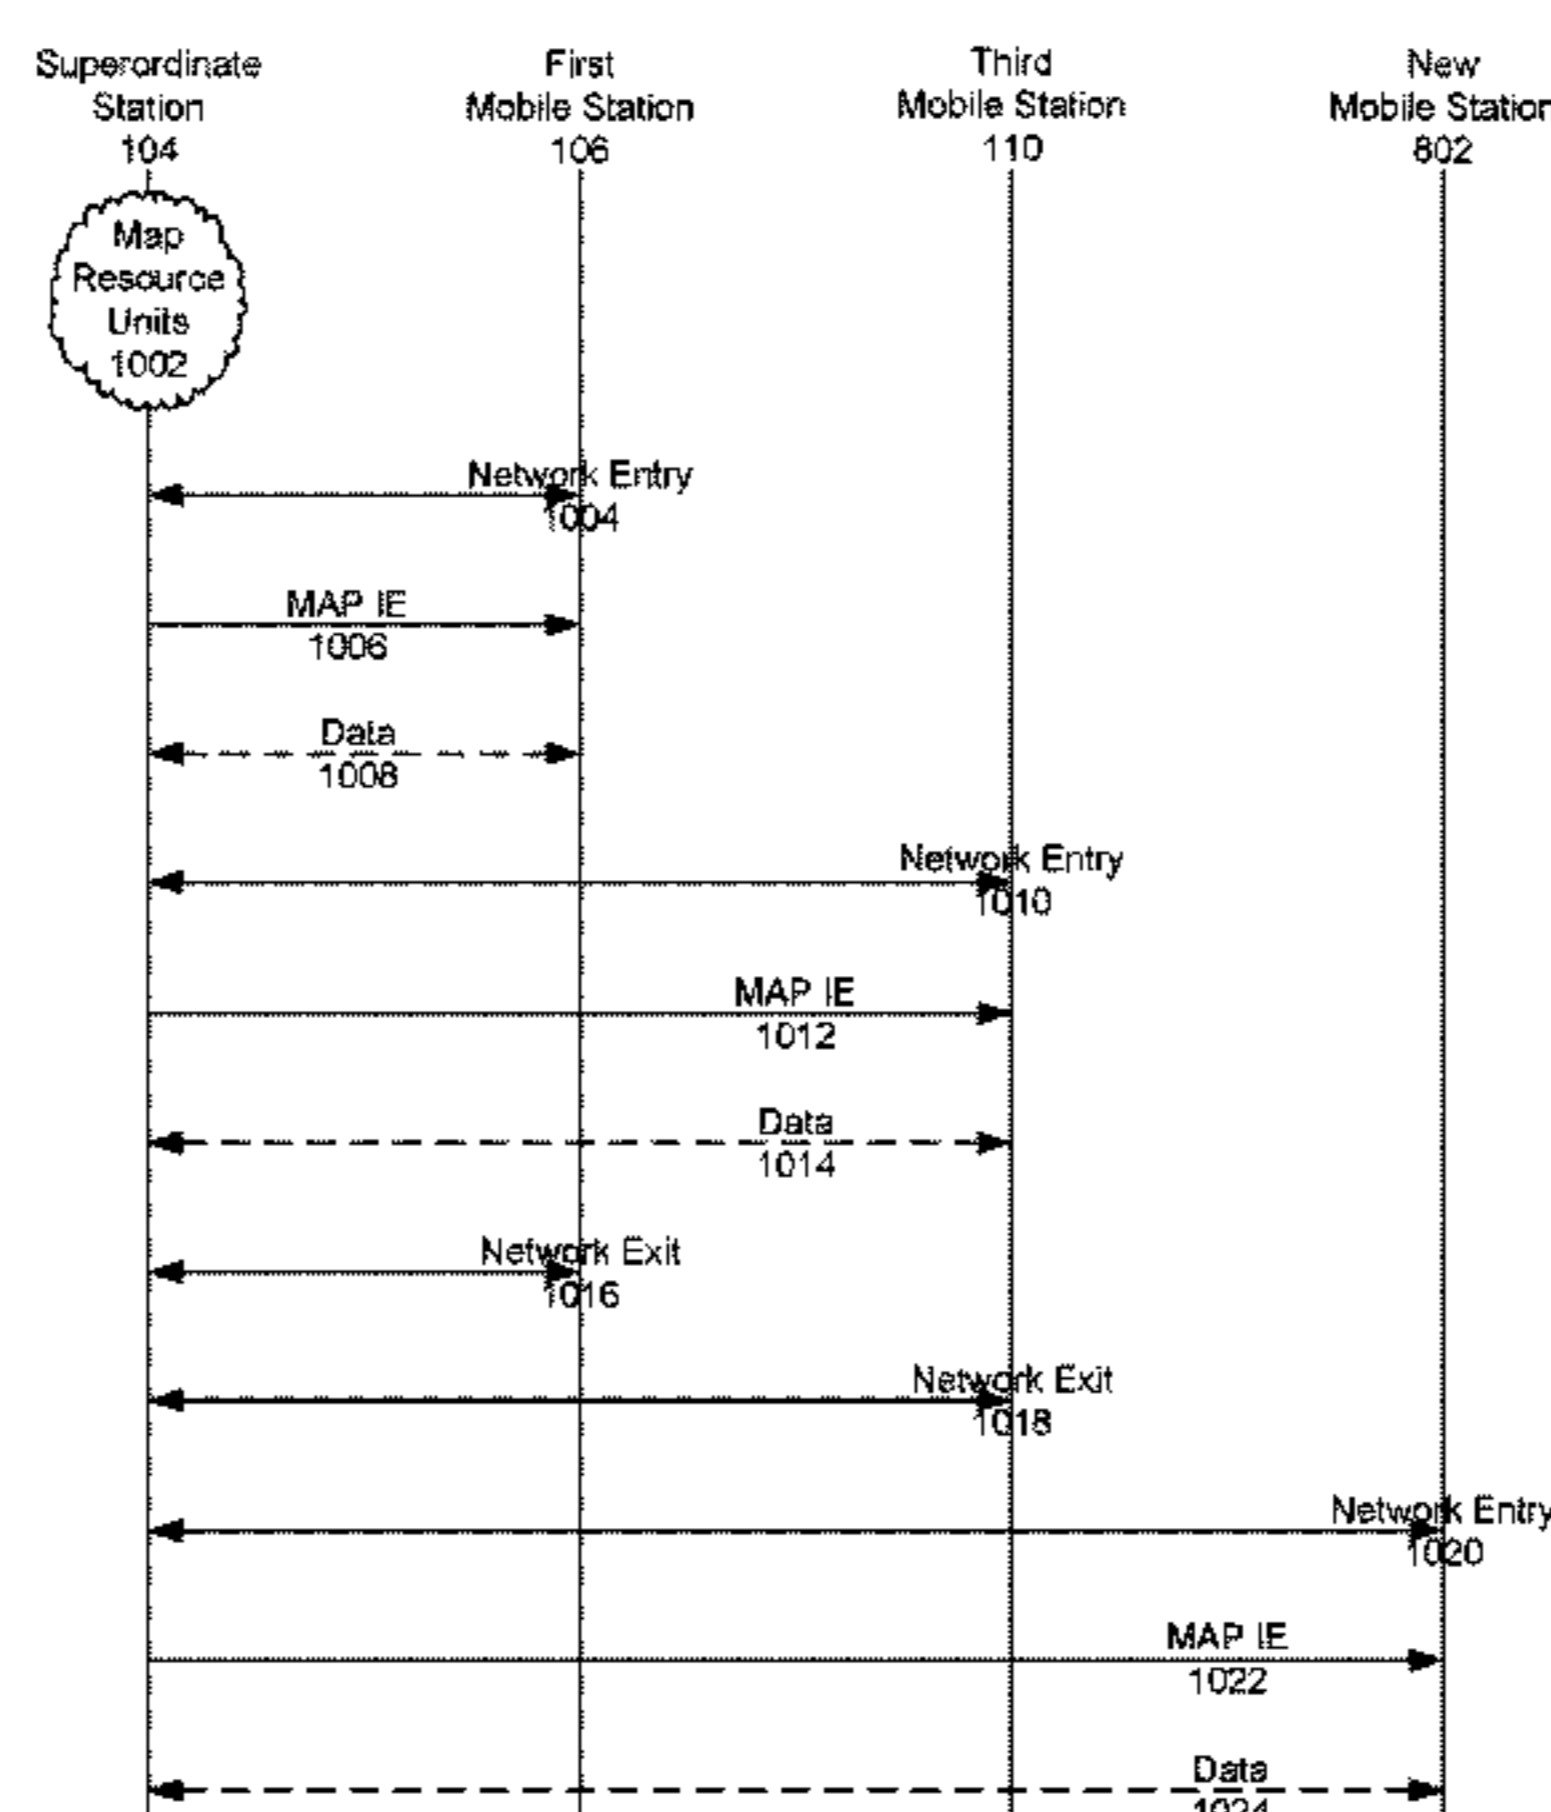 Superordinate
Station
104
First
Mobile Station
106
Third
Mobile Station
110
New
Mobile Station
802
Map
Resource
Units
1002
Network Entry
1004
MAP IE
1006
Data
1008
Network Entry
1010
MAP IE
1012
Data
1014
Network Exit
1016
Network Exit
1018
Network Entry
1020
MAP IE
1022
Data
1024